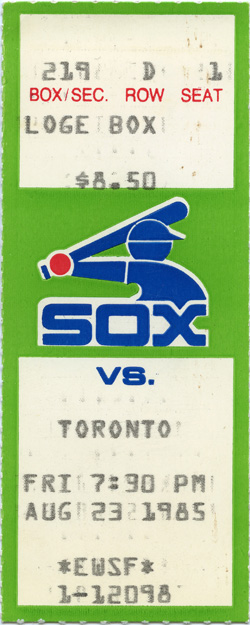 219 D 1
BOX/SEC. ROW SEAT
LOGE BOX
$8.50
SOX
VS.
TORONTO
FRI 7:30 PM
AUG 23 1985
*EWSF*
1-12098